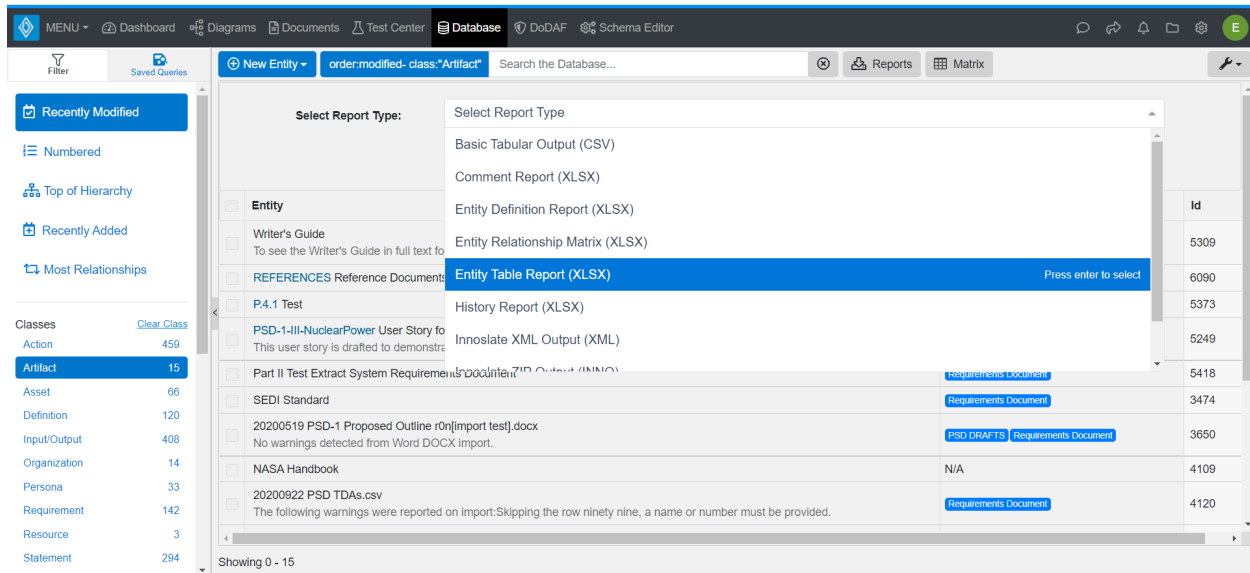 MENU Dashboard Diagrams Documents Test Center Database DoDAF Schema Editor E
Filter Saved Queries
New Entity order:modified- class:"Artifact" Search the Database... Reports Matrix
Recently Modified
Numbered
Top of Hierarchy
Recently Added
Most Relationships
Classes Clear Class
Action 459
Artifact 15
Asset 66
Definition 120
Input/Output 408
Organization 14
Persona 33
Requirement 142
Resource 3
Statement 294
Select Report Type: Select Report Type
Basic Tabular Output (CSV)
Comment Report (XLSX)
Entity Definition Report (XLSX)
Entity Relationship Matrix (XLSX)
Entity Table Report (XLSX) Press enter to select
History Report (XLSX)
Innoslate XML Output (XML)
Innoslate ZIP Output (INNO)
Entity Id
Writer's Guide 5309
To see the Writer's Guide in full text fo
REFERENCES Reference Documents 6090
P.4.1 Test 5373
PSD-1-III-NuclearPower User Story fo 5249
This user story is drafted to demonstra
Part II Test Extract System Requirements Document Requirements Document 5418
SEDI Standard Requirements Document 3474
20200519 PSD-1 Proposed Outline r0n[import test].docx PSD DRAFTS Requirements Document 3650
No warnings detected from Word DOCX import.
NASA Handbook N/A 4109
20200922 PSD TDAs.csv Requirements Document 4120
The following warnings were reported on import:Skipping the row ninety nine, a name or number must be provided.
Showing 0 - 15